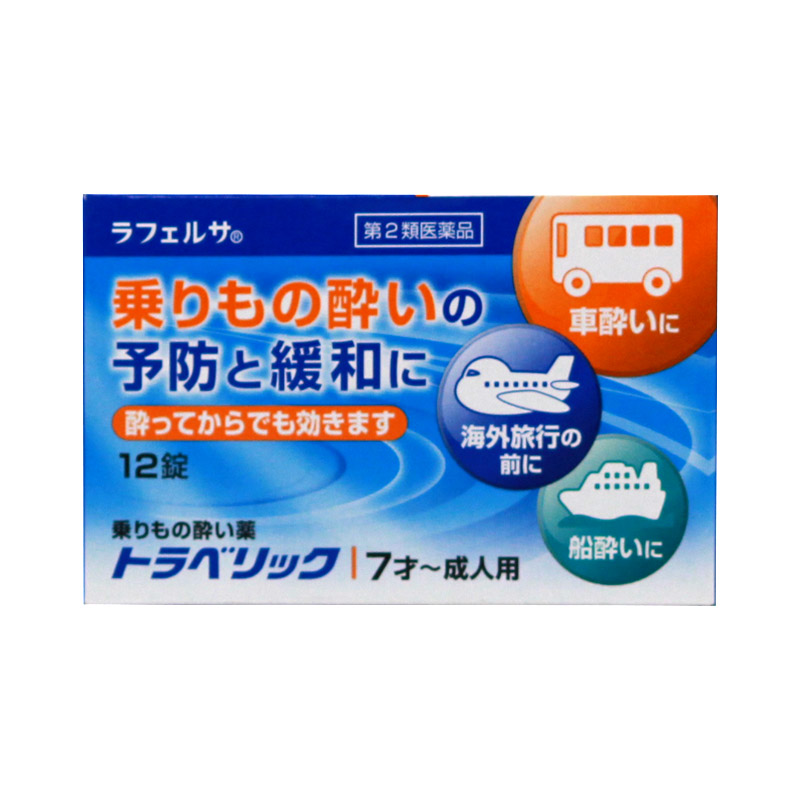 ラフェルサ®
第2類医薬品
乗りもの酔いの
予防と緩和に
酔ってからでも効きます
12錠
乗りもの酔い薬
トラベリック
7才～成人用
車酔いに
海外旅行の
前に
船酔いに